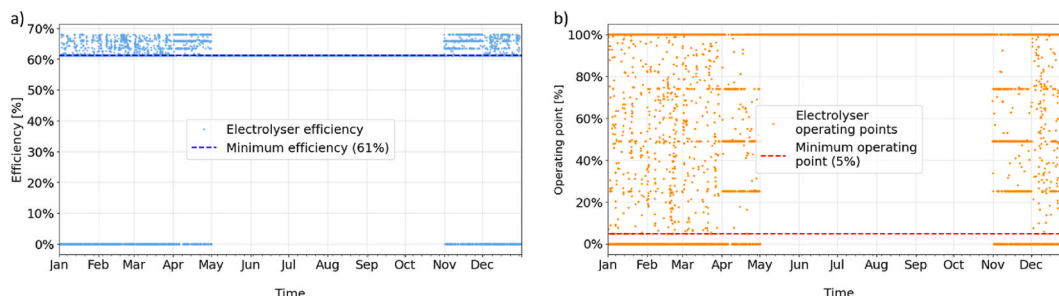 a)
70%
60%
50%
40%
30%
20%
10%
0%
Efficiency [%]
Electrolyser efficiency
Minimum efficiency (61%)
Jan Feb Mar Apr May Jun Jul Aug Sep Oct Nov Dec
Time
b)
100%
80%
60%
40%
20%
0%
Operating point [%]
Electrolyser
operating points
Minimum operating
point (5%)
Jan Feb Mar Apr May Jun Jul Aug Sep Oct Nov Dec
Time